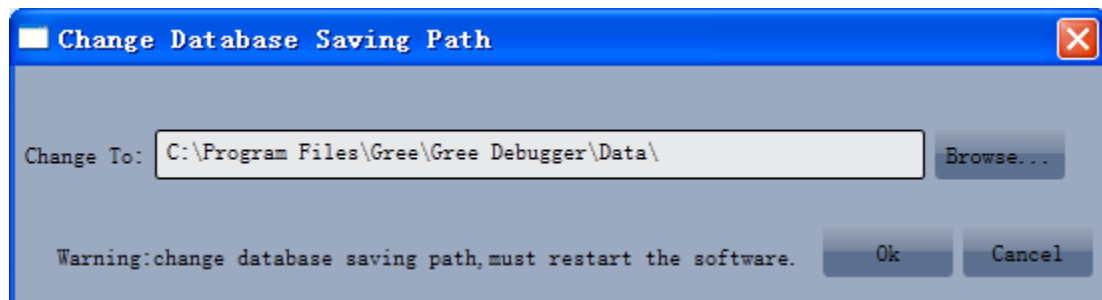 Change Database Saving Path
Change To: C:\Program Files\Gree\Gree Debugger\Data\ Browse...
Warning:change database saving path,must restart the software. Ok Cancel